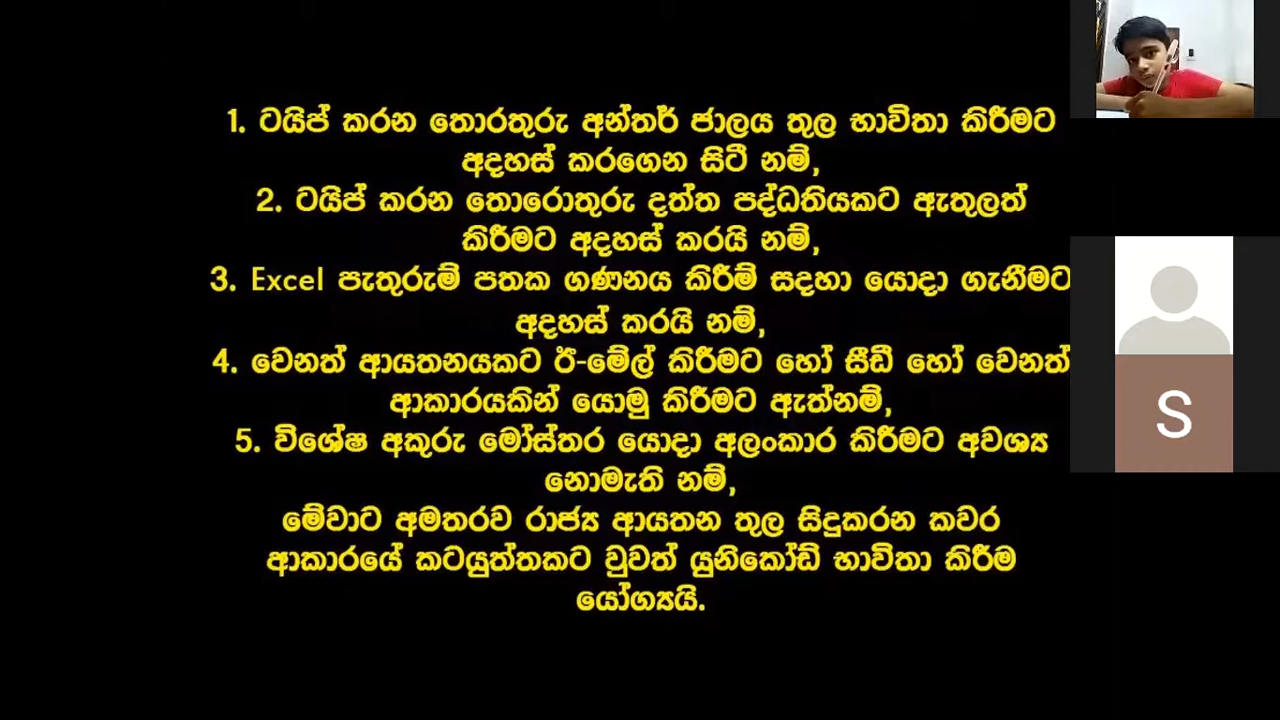 1. ටයිප් කරන තොරතුරු අන්තර් ජාලය තුල භාවිතා කිරීමට
අදහස් කරගෙන සිටී නම්,
2. ටයිප් කරන තොරොතුරු දත්ත පද්ධතියකට ඇතුලත්
කිරීමට අදහස් කරයි නම්,
3. Excel පැතුරුම් පතක ගණනය කිරීම් සදහා යොදා ගැනීමට
අදහස් කරයි නම්,
4. වෙනත් ආයතනයකට ඊ-මේල් කිරීමට හෝ සීඩී හෝ වෙනත්
ආකාරයකින් යොමු කිරීමට ඇත්නම්,
5. විශේෂ අකුරු මෝස්තර යොදා අලංකාර කිරීමට අවශ්‍ය
නොමැති නම්,
මේවාට අමතරව රාජ්‍ය ආයතන තුල සිදුකරන කවර
ආකාරයේ කටයුත්තකට වුවත් යුනිකෝඩ් භාවිතා කිරීම
යෝග්‍යයි.
S